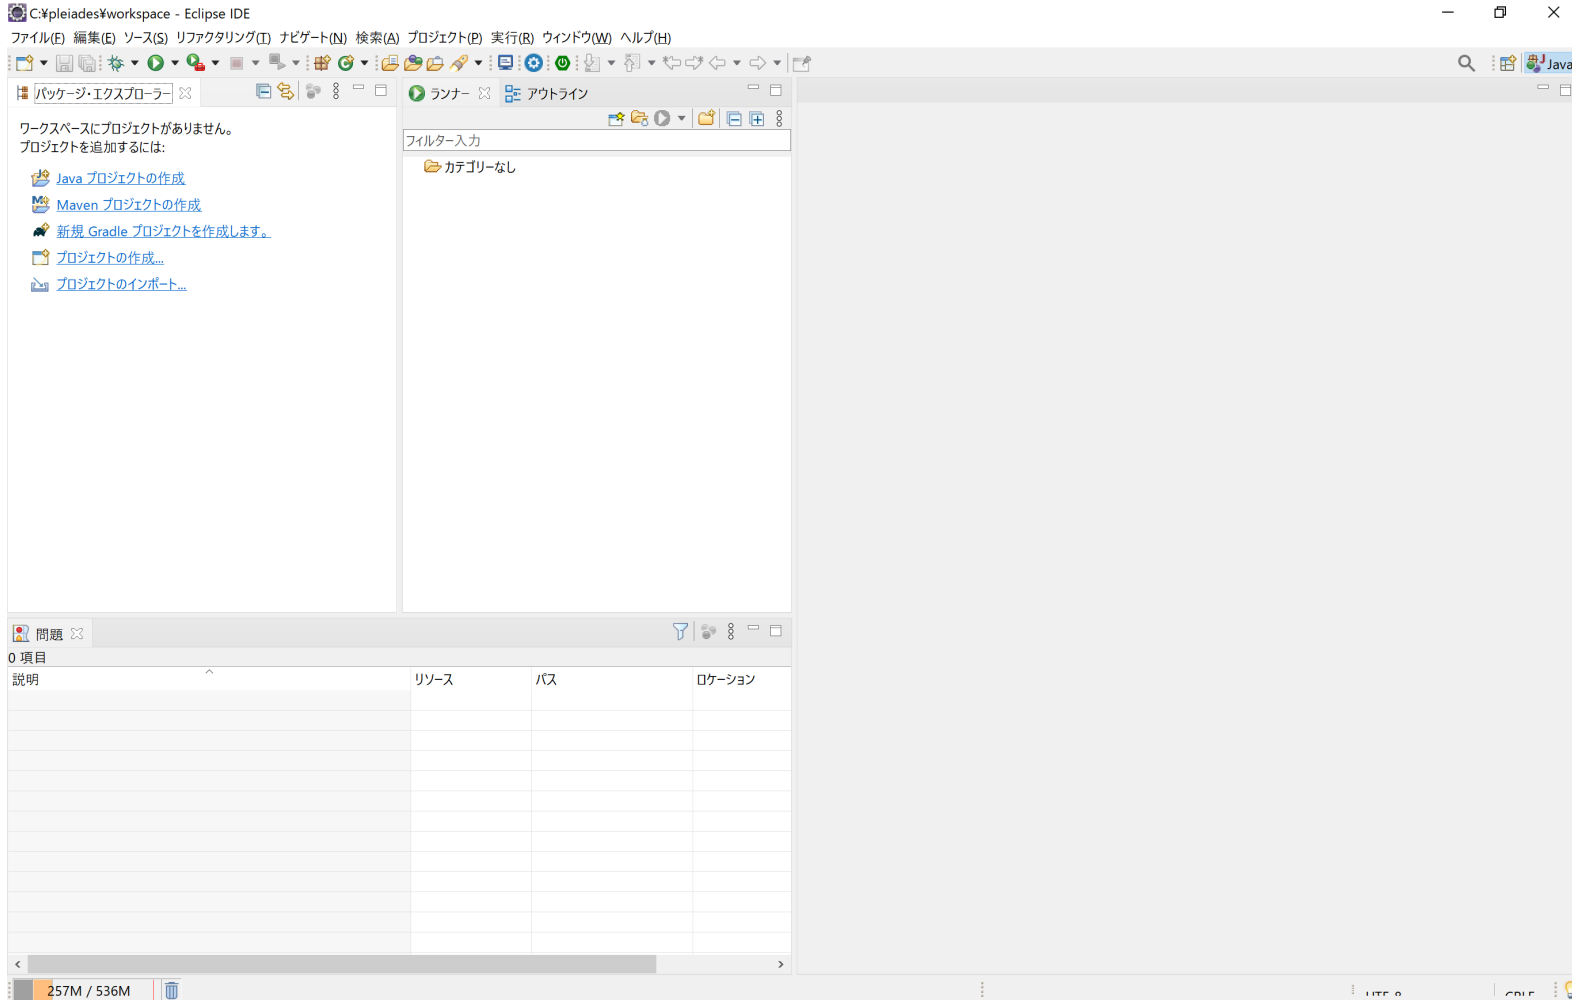 C:¥pleiades¥workspace - Eclipse IDE
ファイル(F) 編集(E) ソース(S) リファクタリング(T) ナビゲート(N) 検索(A) プロジェクト(P) 実行(R) ウィンドウ(W) ヘルプ(H)
Java
パッケージ・エクスプローラー
ランナー
アウトライン
ワークスペースにプロジェクトがありません。
プロジェクトを追加するには:
Java プロジェクトの作成
Maven プロジェクトの作成
新規 Gradle プロジェクトを作成します。
プロジェクトの作成...
プロジェクトのインポート...
フィルター入力
カテゴリーなし
問題
0 項目
説明 リソース パス ロケーション
257M / 536M
UTF-8
CRLF